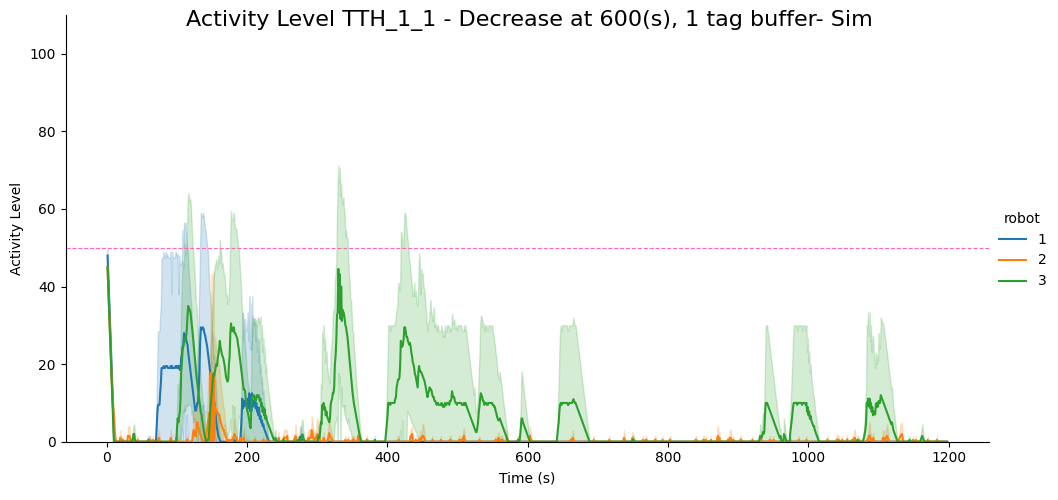 Activity Level TTH_1_1 - Decrease at 600(s), 1 tag buffer- Sim
100
80
60
40
20
0
Activity Level
0 200 400 600 800 1000 1200
Time (s)
robot
1
2
3